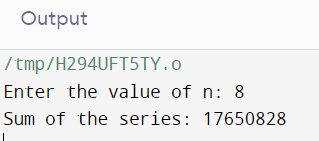 Output
/tmp/H294UFT5TY.o
Enter the value of n: 8
Sum of the series: 17650828